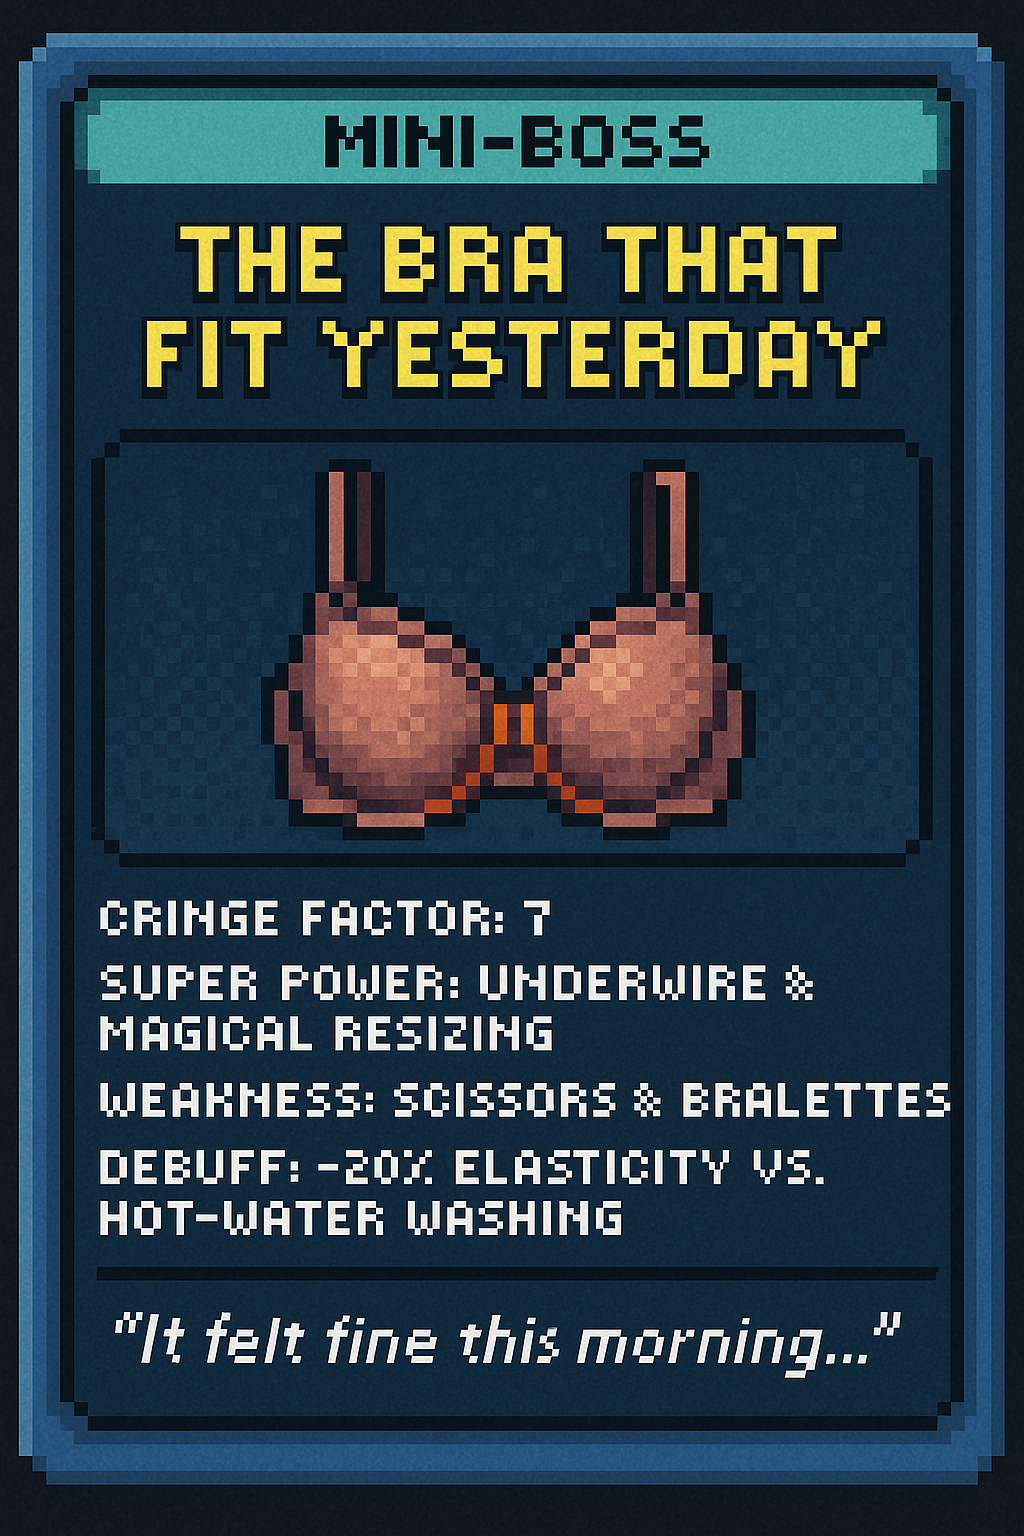 MINI-BOSS
THE BRA THAT
FIT YESTERDAY
CRINGE FACTOR: 7
SUPER POWER: UNDERWIRE &
MAGICAL RESIZING
WEAKNESS: SCISSORS & BRALETTES
DEBUFF: -20% ELASTICITY VS.
HOT-WATER WASHING
"It felt fine this morning..."